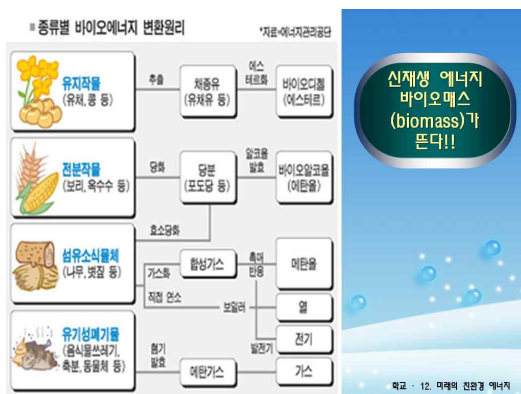 종류별 바이오에너지 변환원리
*자료=에너지관리공단
유지작물
(유채, 콩 등)
추출
채종유
(유채유 등)
에스
테르화
바이오디젤
(에스테르)
전분작물
(보리, 옥수수 등)
당화
당분
(포도당 등)
알코올
발효
바이오알코올
(에탄올)
효소당화
섬유소식물체
(나무, 볏짚 등)
가스화
합성가스
촉매
반응
메탄올
직접 연소
보일러
열
전기
유기성폐기물
(음식물쓰레기,
축분, 동물체 등)
혐기
발효
메탄가스
발전기
가스
신재생 에너지
바이오매스
(biomass)가
뜬다!!
학교 - 12. 미래의 친환경 에너지